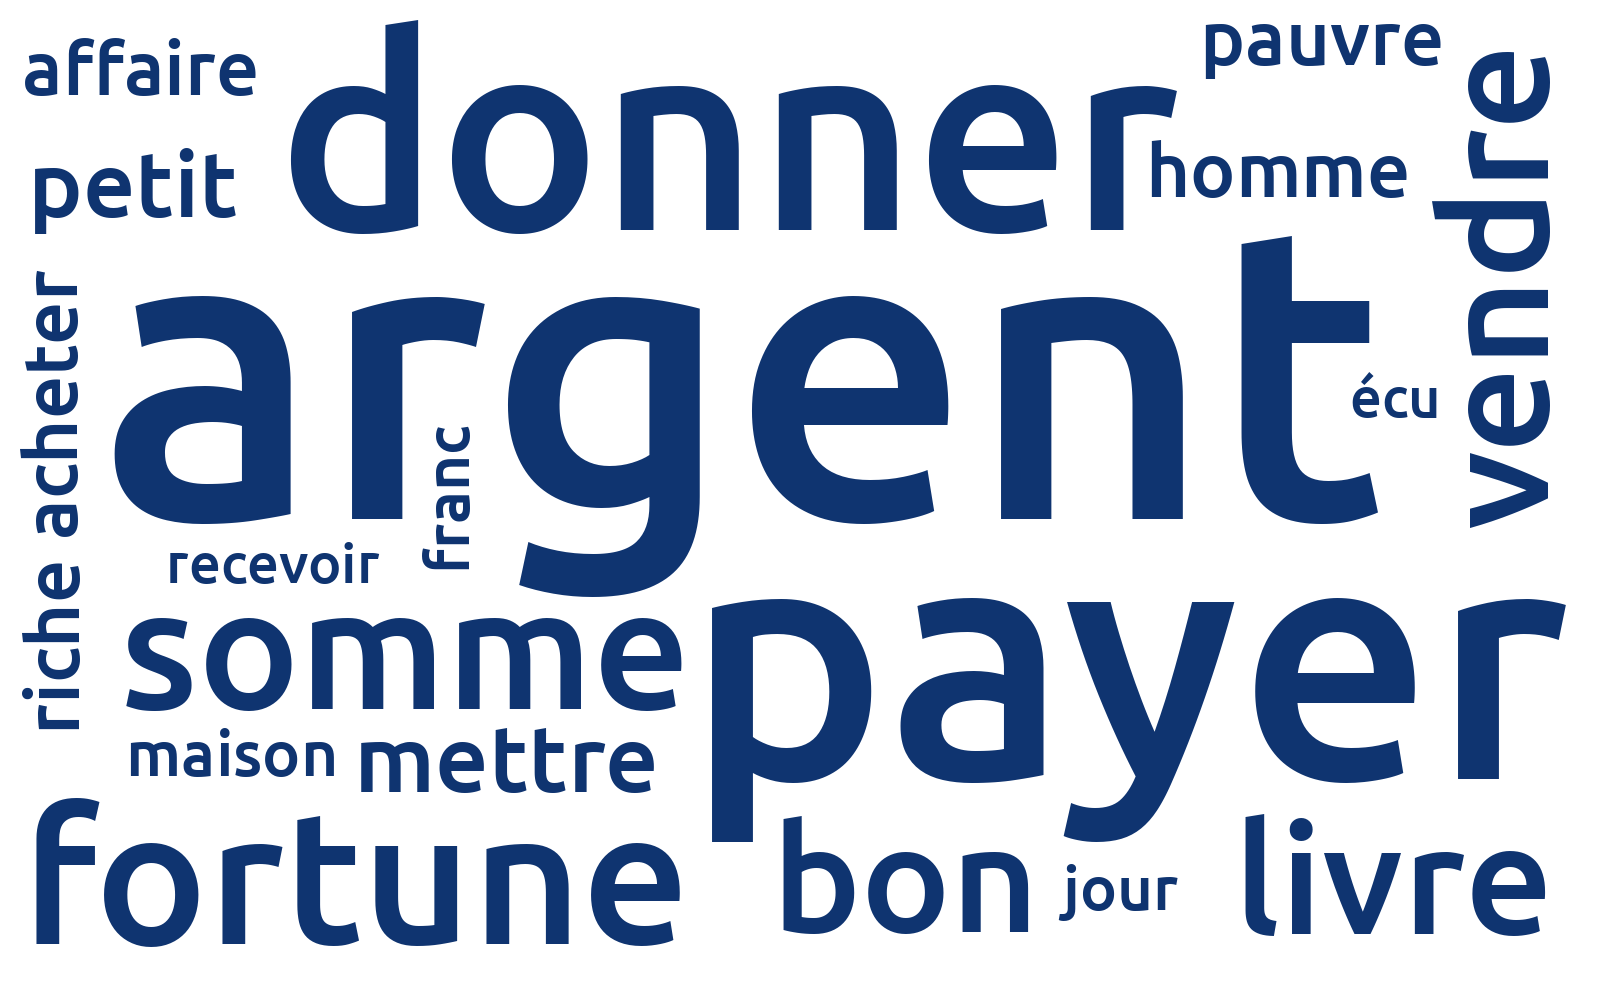 affaire
pauvre
donner
petit
homme
vendre
argent
écu
riche acheter
franc
recevoir
somme
payer
maison
mettre
fortune
bon
jour
livre